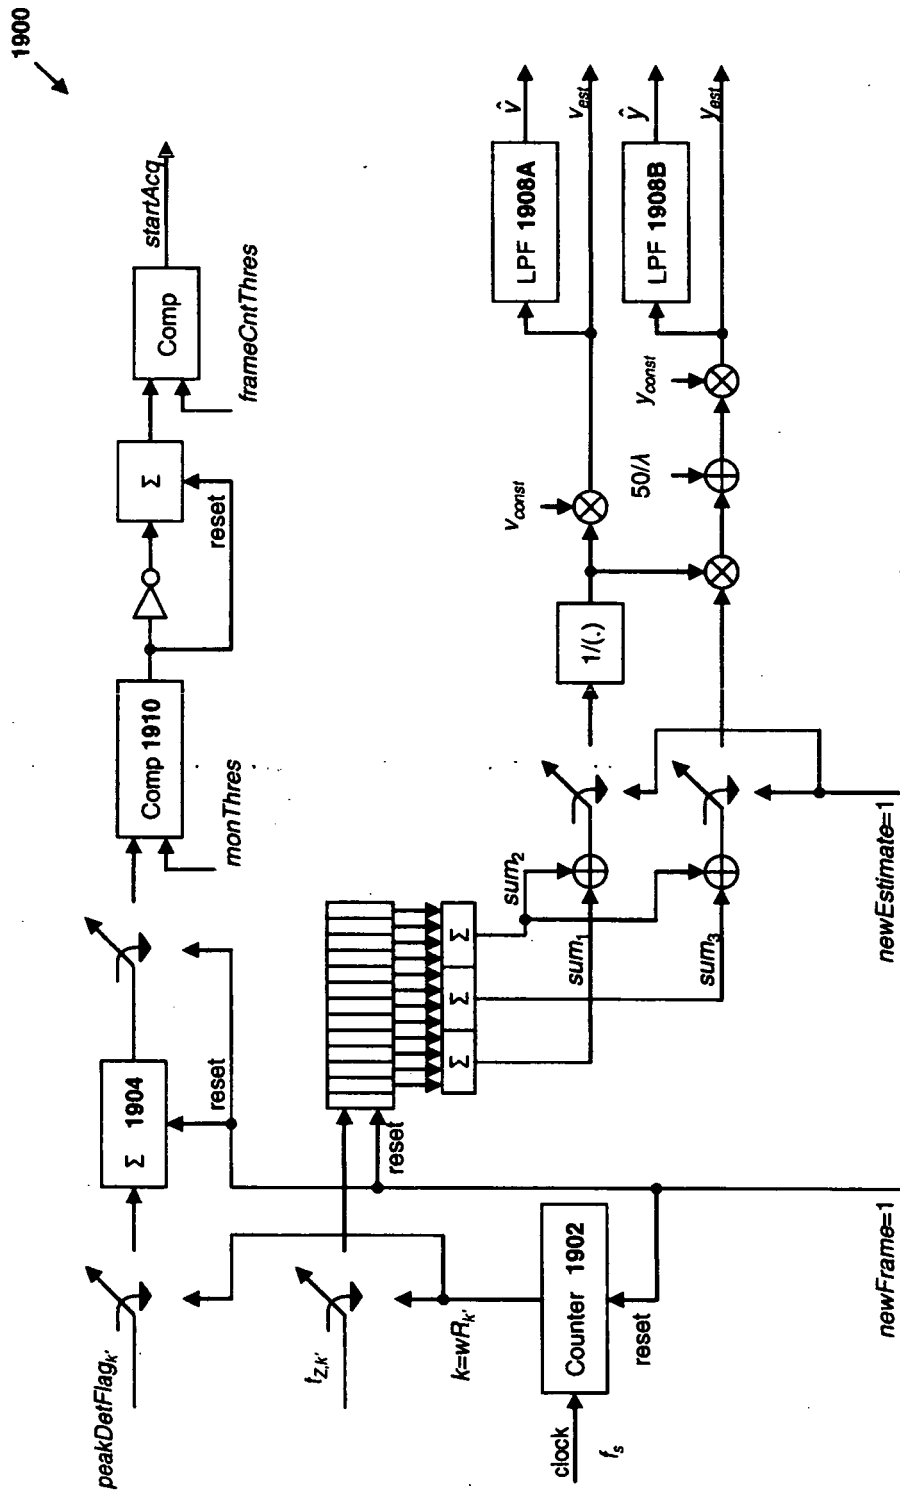 1900
peakDetFlag_k'
Σ 1904
reset
Comp 1910
monThres
Σ
reset
Comp
frameCntThres
startAcq
t_Z,k'
k=wR_k'
reset
Σ
Σ
Σ
sum_2
sum_1
sum_3
1/(.)
v_const
LPF 1908A
v̂
v_est
50/λ
y_const
LPF 1908B
ŷ
y_est
clock
f_s
Counter 1902
reset
newFrame=1
newEstimate=1